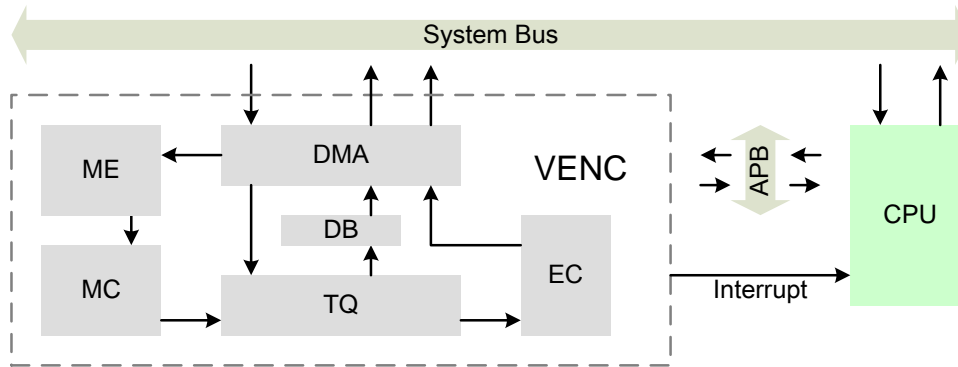 System Bus
ME
DMA
VENC
APB
CPU
DB
MC
TQ
EC
Interrupt